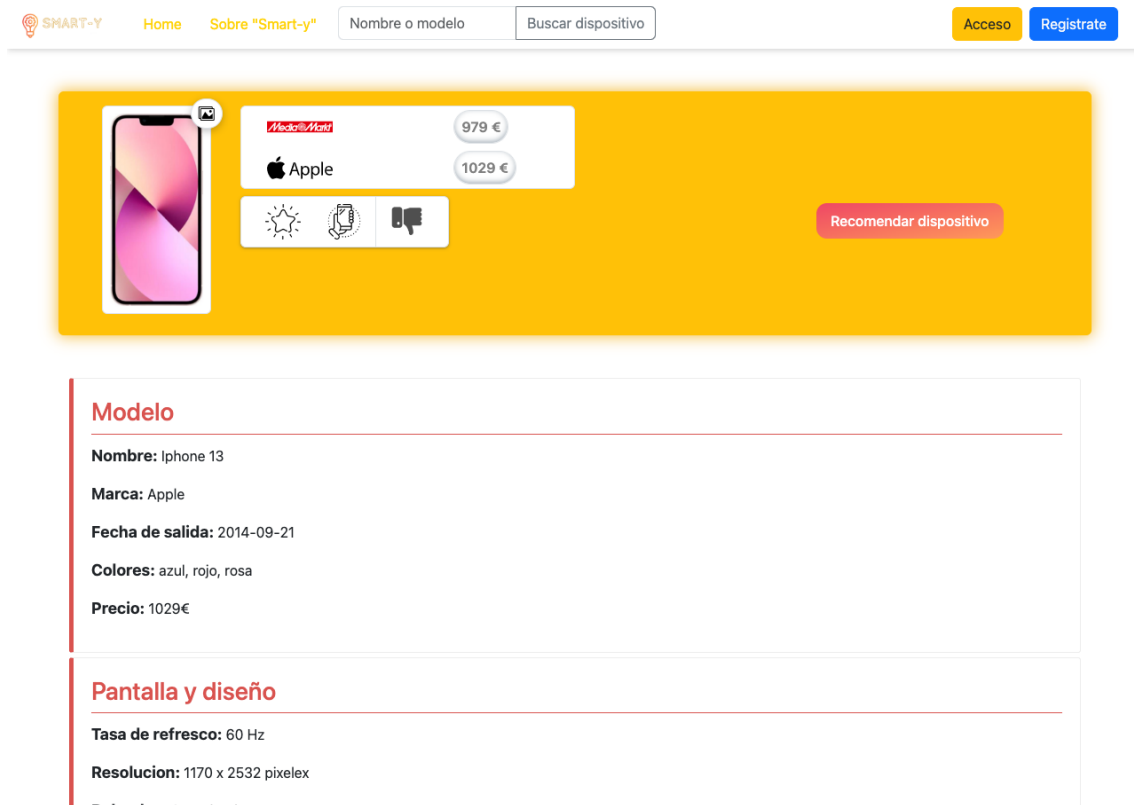 SMART-Y
Home
Sobre "Smart-y"
Nombre o modelo
Buscar dispositivo
Acceso
Registrate
Media Markt
979 €
Apple
1029 €
Recomendar dispositivo
Modelo
Nombre: Iphone 13
Marca: Apple
Fecha de salida: 2014-09-21
Colores: azul, rojo, rosa
Precio: 1029€
Pantalla y diseño
Tasa de refresco: 60 Hz
Resolucion: 1170 x 2532 pixelex